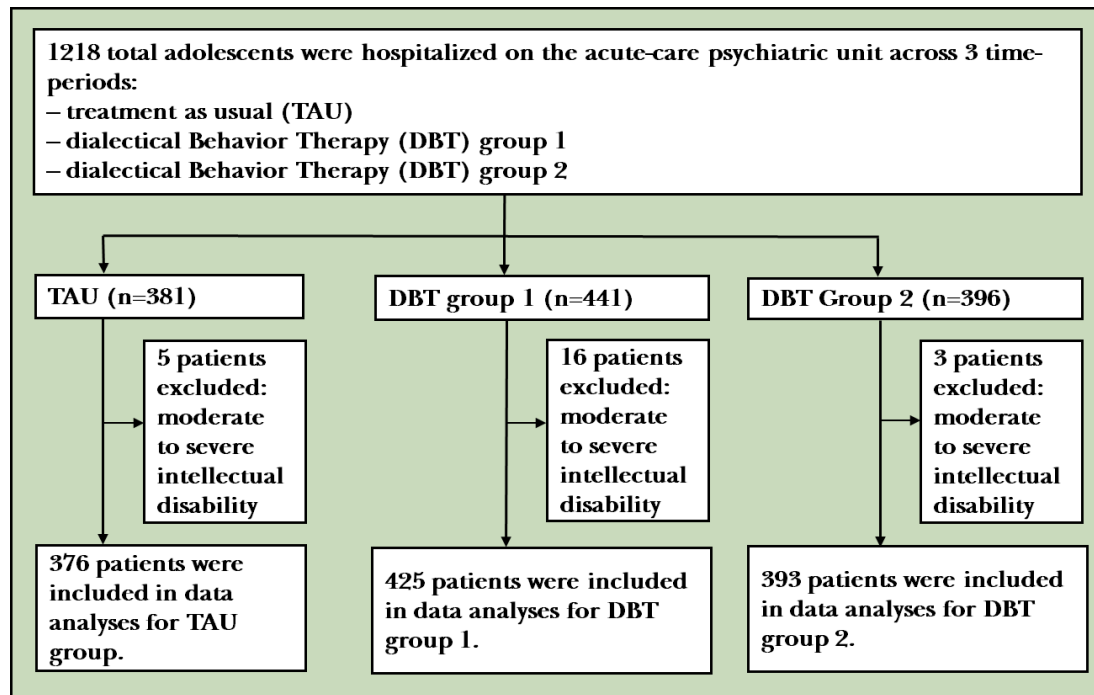 1218 total adolescents were hospitalized on the acute-care psychiatric unit across 3 time-
periods:
– treatment as usual (TAU)
– dialectical Behavior Therapy (DBT) group 1
– dialectical Behavior Therapy (DBT) group 2
TAU (n=381)
DBT group 1 (n=441)
DBT Group 2 (n=396)
5 patients
excluded:
moderate
to severe
intellectual
disability
16 patients
excluded:
moderate
to severe
intellectual
disability
3 patients
excluded:
moderate
to severe
intellectual
disability
376 patients were
included in data
analyses for TAU
group.
425 patients were included
in data analyses for DBT
group 1.
393 patients were included
in data analyses for DBT
group 2.